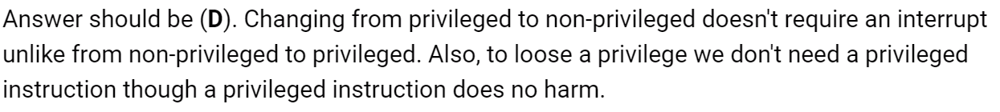 Answer should be (D). Changing from privileged to non-privileged doesn't require an interrupt
unlike from non-privileged to privileged. Also, to loose a privilege we don't need a privileged
instruction though a privileged instruction does no harm.